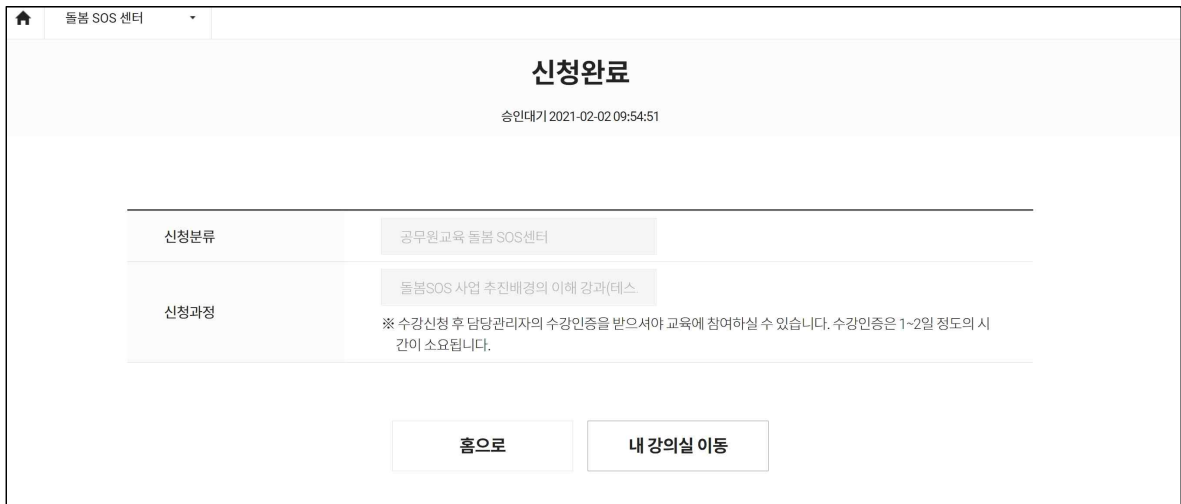 돌봄 SOS 센터
신청완료
승인대기 2021-02-02 09:54:51
신청분류
공무원교육 돌봄 SOS센터
신청과정
돌봄SOS 사업 추진배경의 이해 강과(테스
※ 수강신청 후 담당관리자의 수강인증을 받으셔야 교육에 참여하실 수 있습니다. 수강인증은 1~2일 정도의 시
간이 소요됩니다.
홈으로
내 강의실 이동